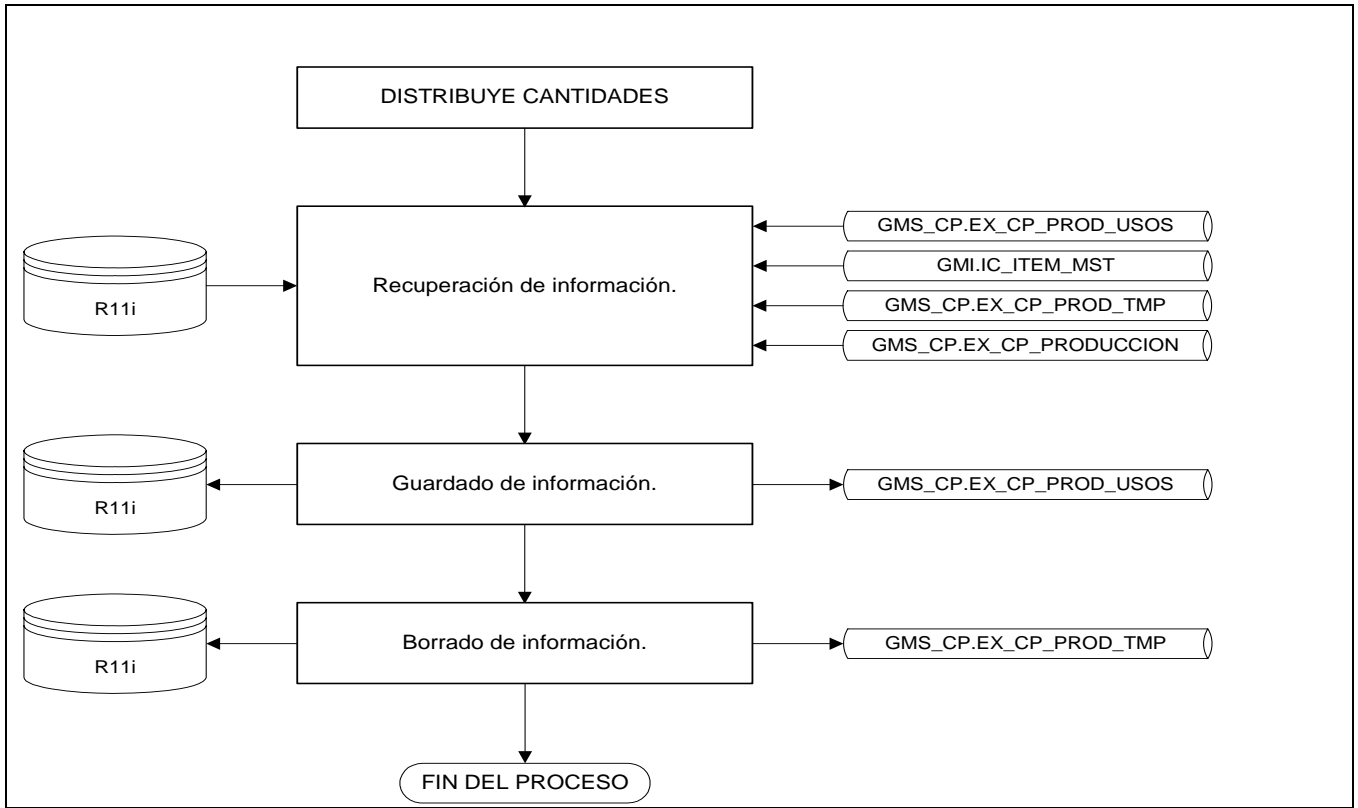 DISTRIBUYE CANTIDADES
R11i
Recuperación de información.
GMS_CP.EX_CP_PROD_USOS
GMI.IC_ITEM_MST
GMS_CP.EX_CP_PROD_TMP
GMS_CP.EX_CP_PRODUCCION
R11i
Guardado de información.
GMS_CP.EX_CP_PROD_USOS
R11i
Borrado de información.
GMS_CP.EX_CP_PROD_TMP
FIN DEL PROCESO